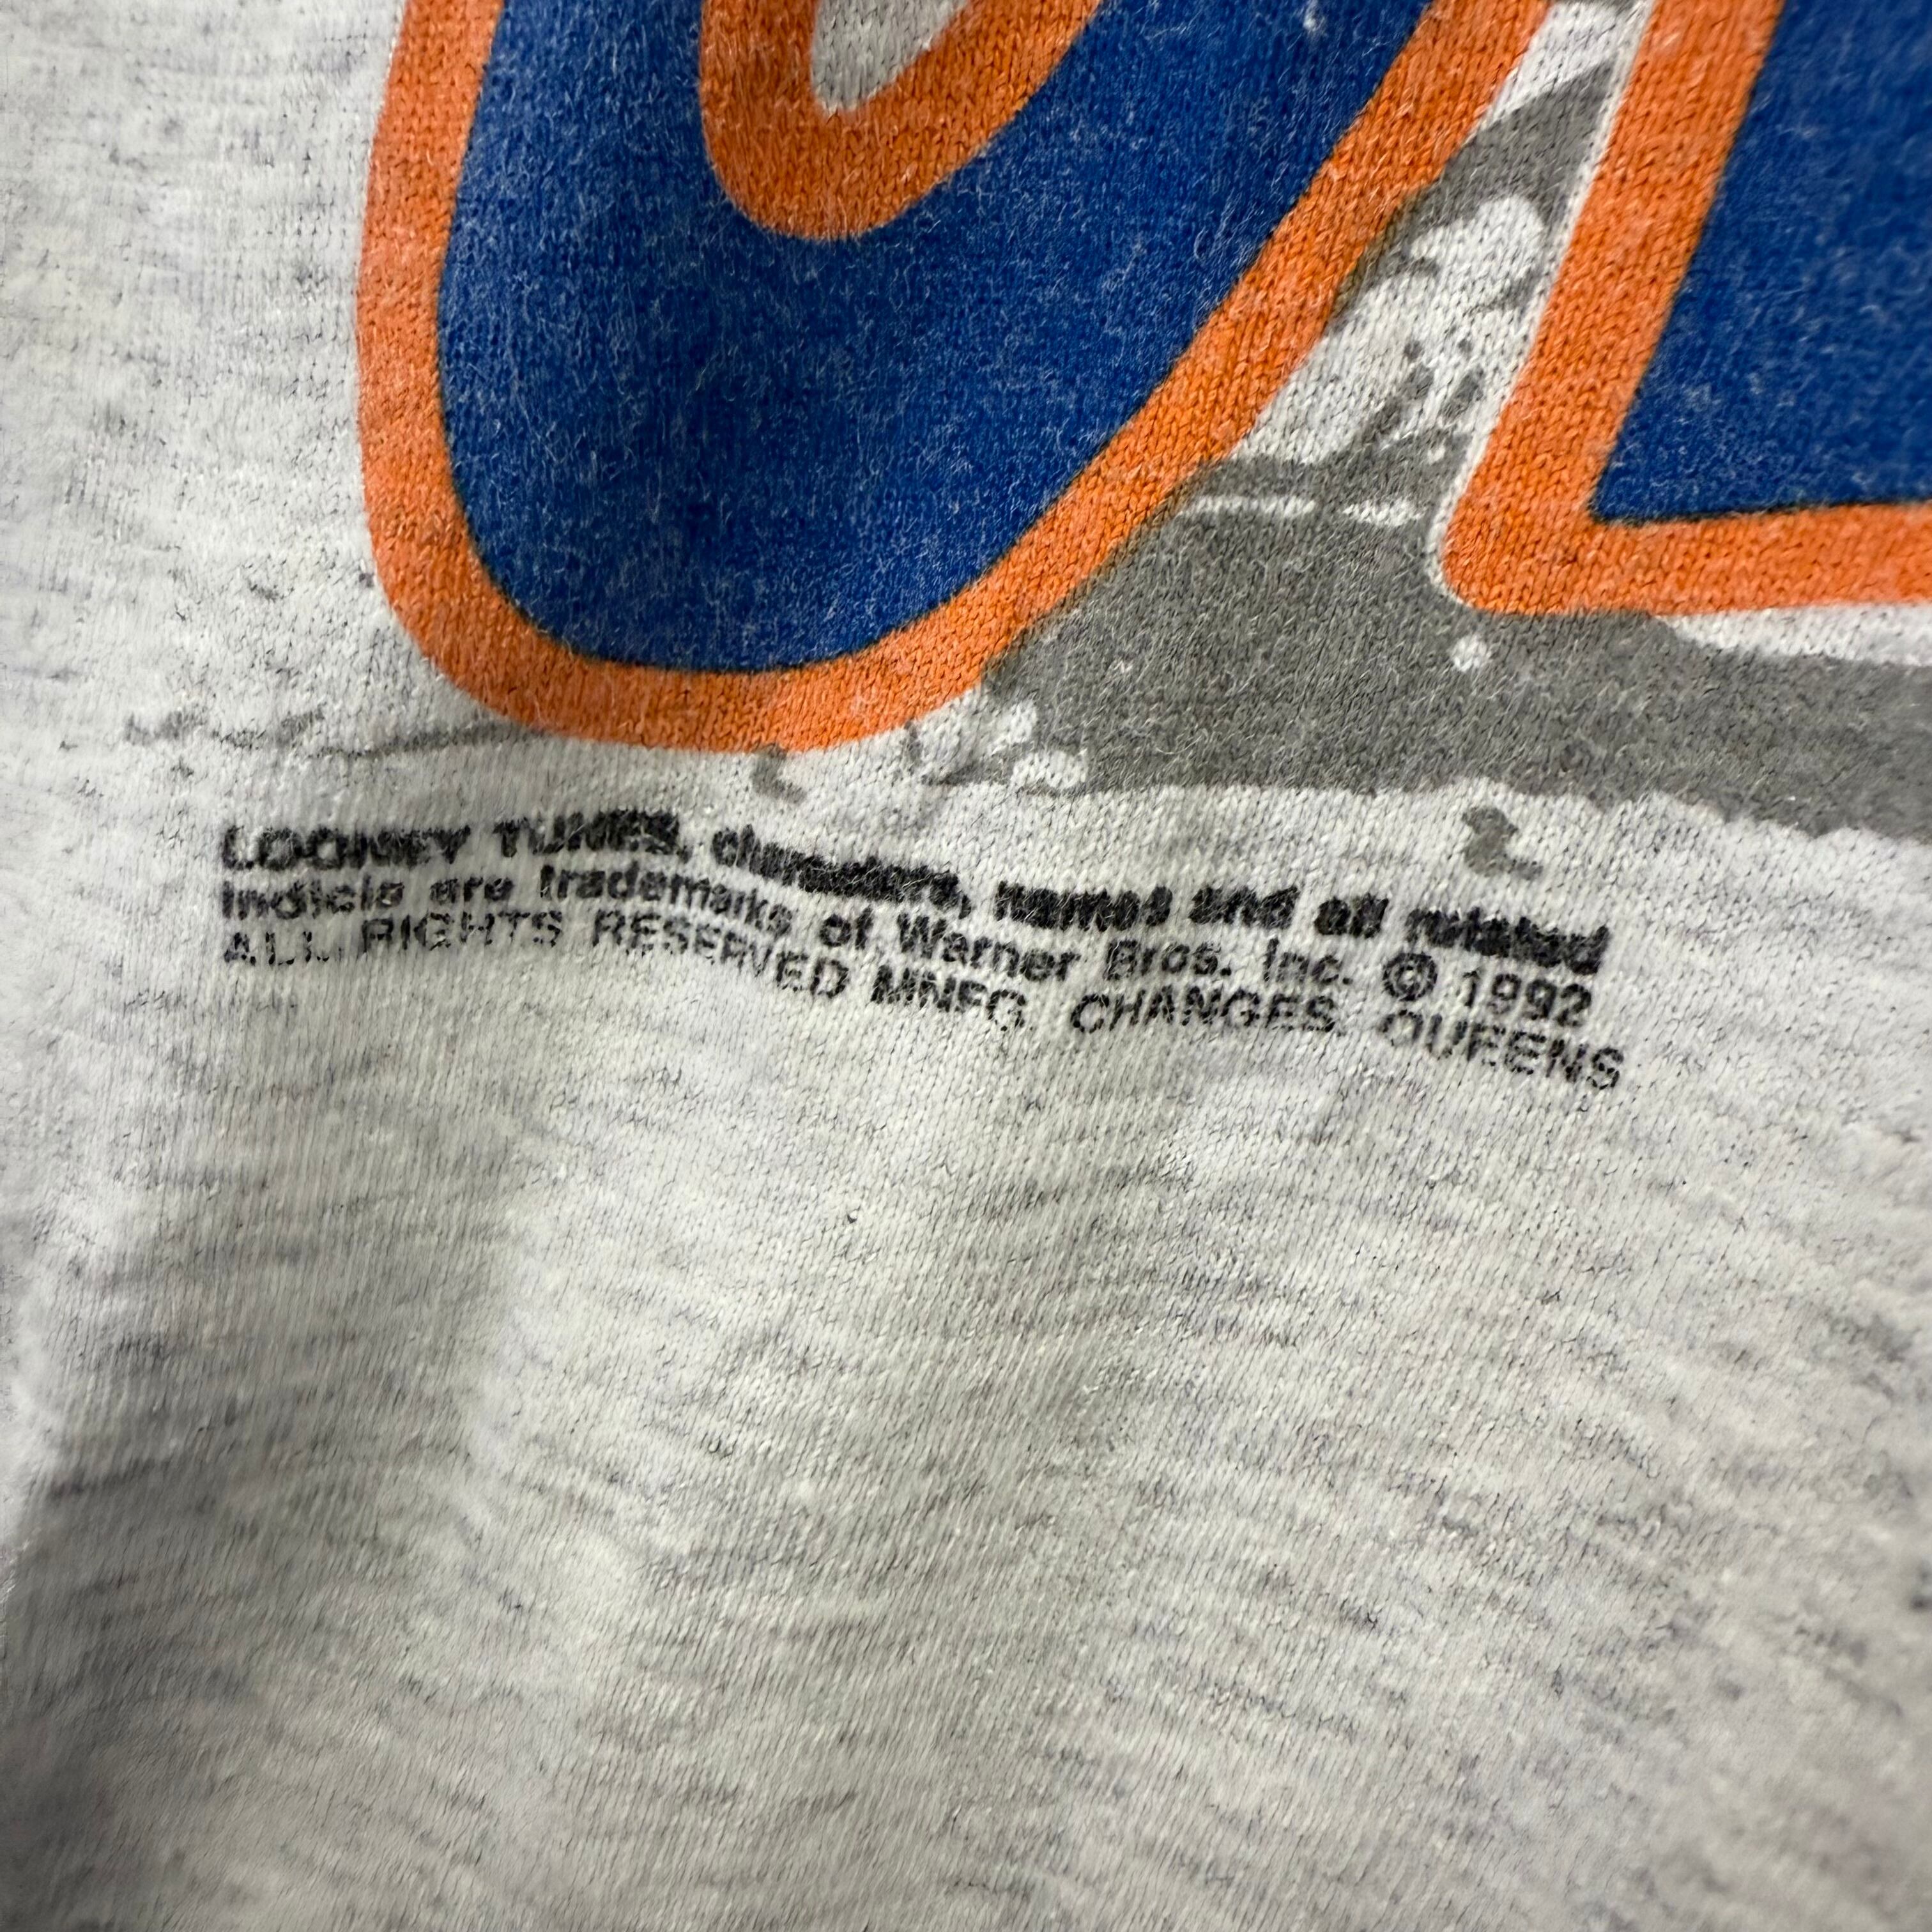 LOONEY TUNES, characters, names and all related
indicia are trademarks of Warner Bros. Inc. © 1992
ALL RIGHTS RESERVED MNFG. CHANGES. QUEENS